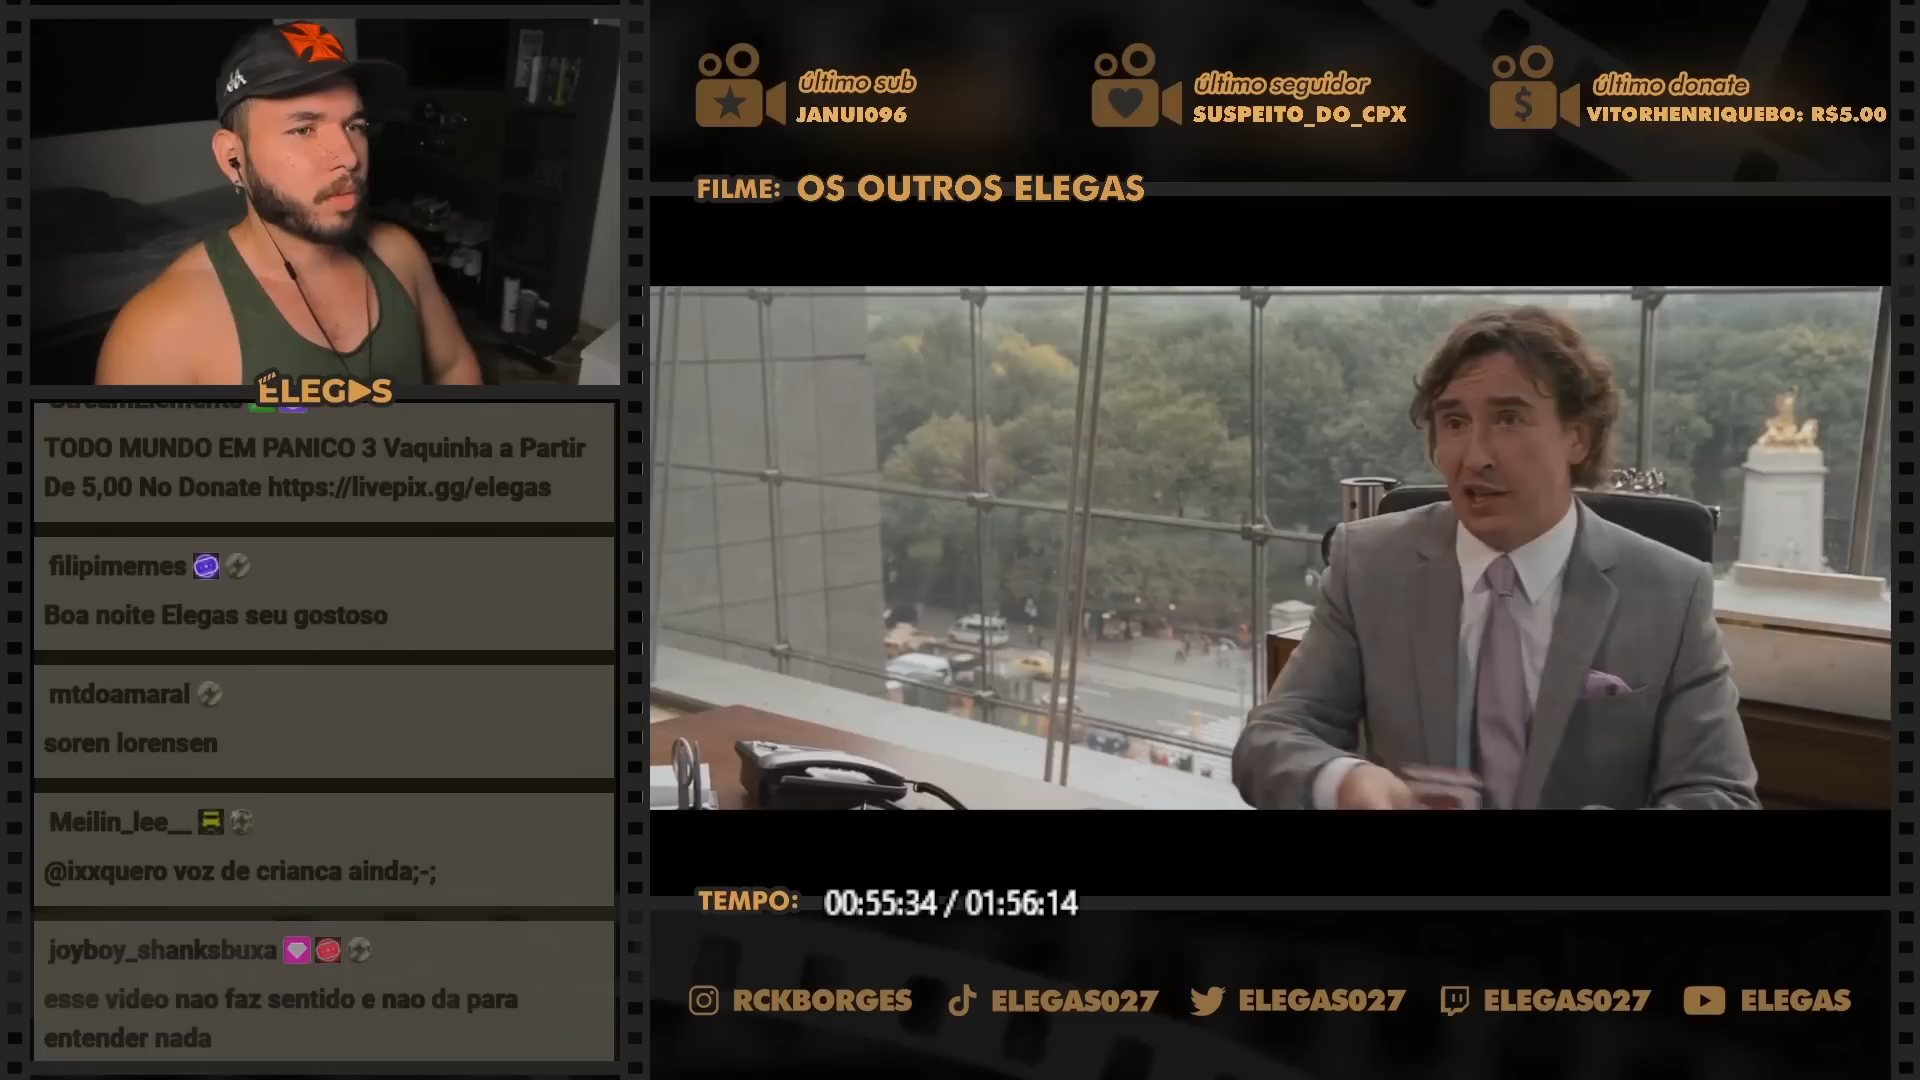 último sub
JANUI096
último seguidor
SUSPEITO_DO_CPX
último donate
VITORHENRIQUEBO: R$5.00
FILME: OS OUTROS ELEGAS
ELEGAS
StreamElements
TODO MUNDO EM PANICO 3 Vaquinha a Partir
De 5,00 No Donate https://livepix.gg/elegas
filipimemes
Boa noite Elegas seu gostoso
mtdoamaral
soren lorensen
Meilin_lee__
@ixxquero voz de crianca ainda;-;
joyboy_shanksbuxa
esse video nao faz sentido e nao da para
entender nada
TEMPO: 00:55:34 / 01:56:14
RCKBORGES
ELEGAS027
ELEGAS027
ELEGAS027
ELEGAS